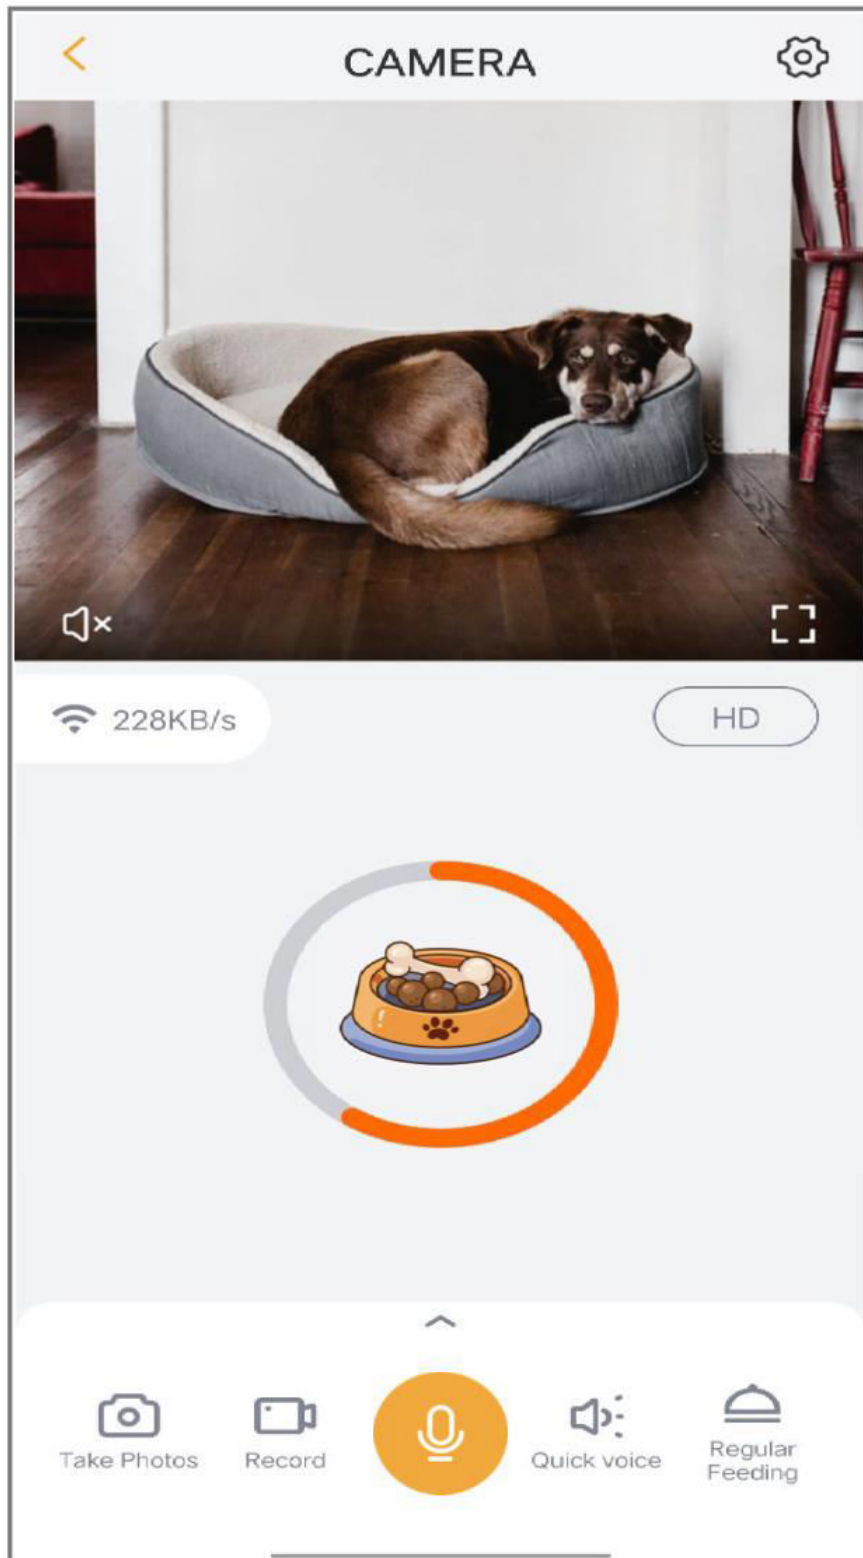 CAMERA
228KB/s
HD
Take Photos
Record
Quick voice
Regular
Feeding